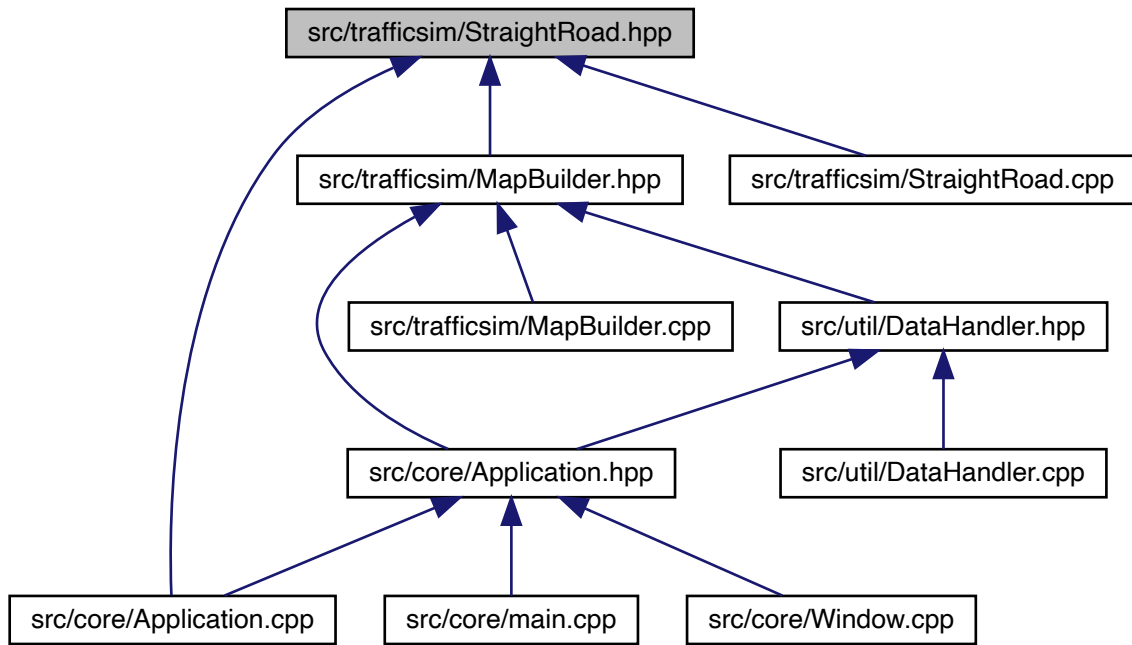 src/trafficsim/StraightRoad.hpp
src/trafficsim/MapBuilder.hpp
src/trafficsim/StraightRoad.cpp
src/trafficsim/MapBuilder.cpp
src/util/DataHandler.hpp
src/core/Application.hpp
src/util/DataHandler.cpp
src/core/Application.cpp
src/core/main.cpp
src/core/Window.cpp